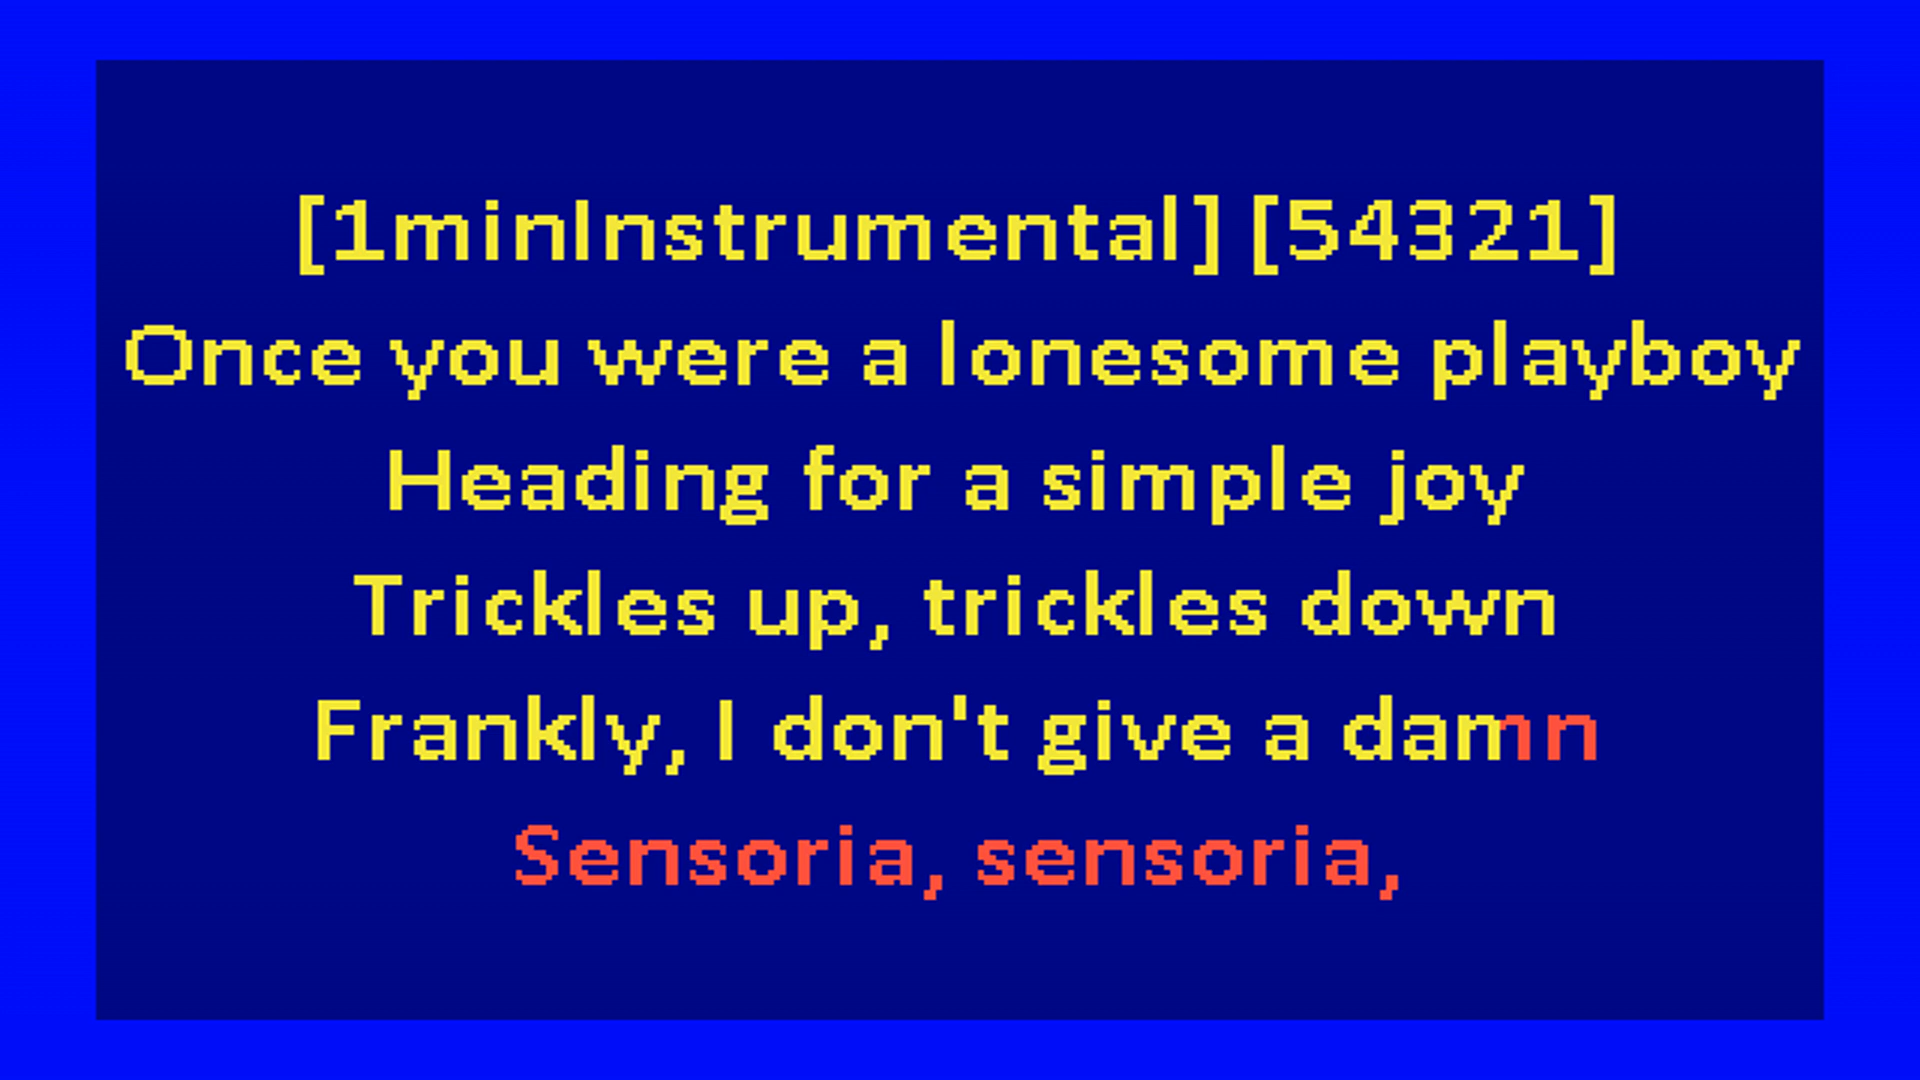 [1minInstrumental] [54321]
Once you were a lonesome playboy
Heading for a simple joy
Trickles up, trickles down
Frankly, I don't give a damn
Sensoria, sensoria,